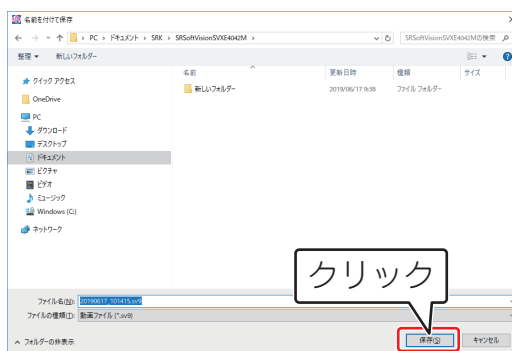 名前を付けて保存
PC > ドキュメント > SRK > SRSoftVisionSVXE4042M >
SRSoftVisionSVXE4042Mの検索
整理 新しいフォルダー
名前 更新日時 種類 サイズ
クイック アクセス
新しいフォルダー 2019/06/17 9:38 ファイル フォルダー
OneDrive
PC
ダウンロード
デスクトップ
ドキュメント
ピクチャ
ビデオ
ミュージック
Windows (C:)
ネットワーク
クリック
ファイル名(N): 20190617_101415.sv9
ファイルの種類(T): 動画ファイル (*.sv9)
フォルダーの非表示
保存(S) キャンセル